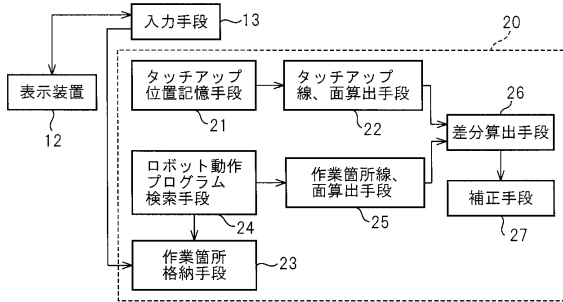 入力手段
13
20
表示装置
12
タッチアップ
位置記憶手段
21
タッチアップ
線、面算出手段
22
26
差分算出手段
ロボット動作
プログラム
検索手段
24
作業箇所線、
面算出手段
25
補正手段
27
作業箇所
格納手段
23